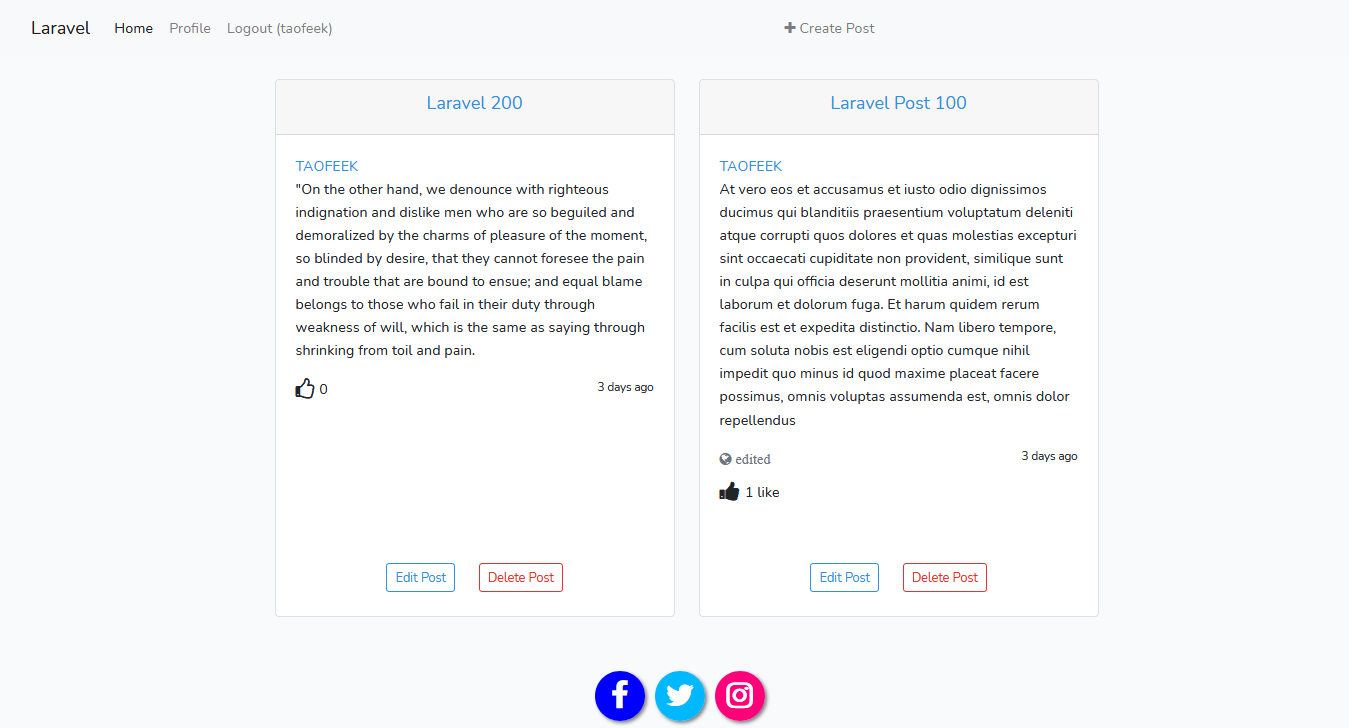 Laravel Home Profile Logout (taofeek) Create Post
Laravel 200
TAOFEEK
"On the other hand, we denounce with righteous
indignation and dislike men who are so beguiled and
demoralized by the charms of pleasure of the moment,
so blinded by desire, that they cannot foresee the pain
and trouble that are bound to ensue; and equal blame
belongs to those who fail in their duty through
weakness of will, which is the same as saying through
shrinking from toil and pain.
0 3 days ago
Edit Post Delete Post
Laravel Post 100
TAOFEEK
At vero eos et accusamus et iusto odio dignissimos
ducimus qui blanditiis praesentium voluptatum deleniti
atque corrupti quos dolores et quas molestias excepturi
sint occaecati cupiditate non provident, similique sunt
in culpa qui officia deserunt mollitia animi, id est
laborum et dolorum fuga. Et harum quidem rerum
facilis est et expedita distinctio. Nam libero tempore,
cum soluta nobis est eligendi optio cumque nihil
impedit quo minus id quod maxime placeat facere
possimus, omnis voluptas assumenda est, omnis dolor
repellendus
edited 3 days ago
1 like
Edit Post Delete Post